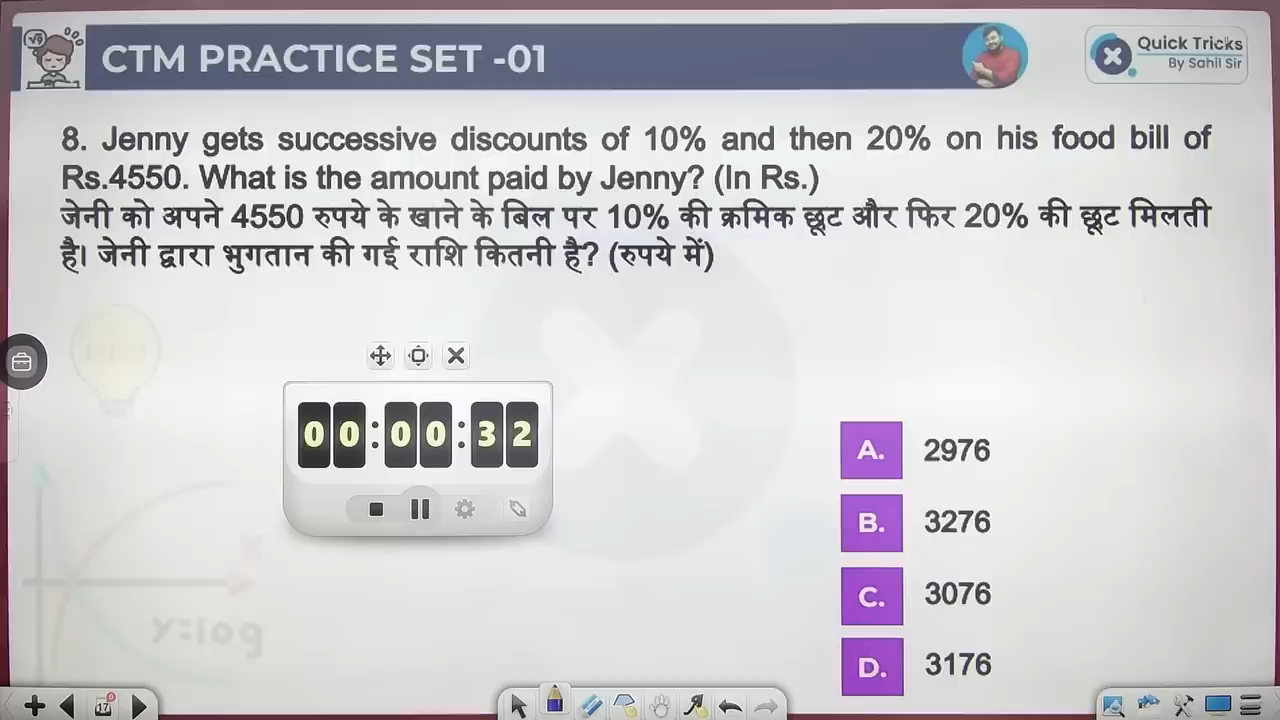 CTM PRACTICE SET -01
Quick Tricks
By Sahil Sir
8. Jenny gets successive discounts of 10% and then 20% on his food bill of
Rs.4550. What is the amount paid by Jenny? (In Rs.)
जेनी को अपने 4550 रुपये के खाने के बिल पर 10% की क्रमिक छूट और फिर 20% की छूट मिलती
है। जेनी द्वारा भुगतान की गई राशि कितनी है? (रुपये में)
00:00:32
A. 2976
B. 3276
C. 3076
D. 3176
y=log
17